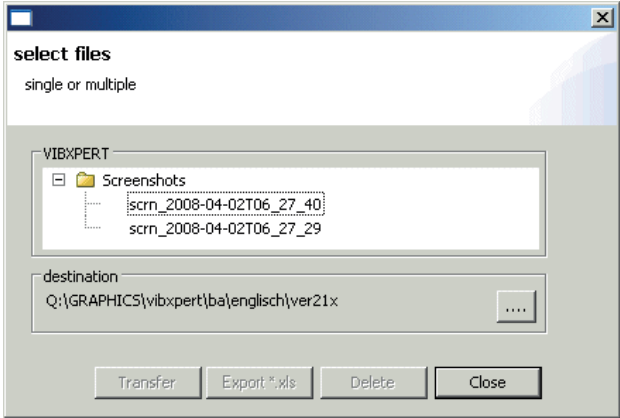 select files
single or multiple
VIBXPERT
Screenshots
scrn_2008-04-02T06_27_40
scrn_2008-04-02T06_27_29
destination
Q:\GRAPHICS\vibxpert\ba\englisch\ver21x
....
Transfer
Export *.xls
Delete
Close